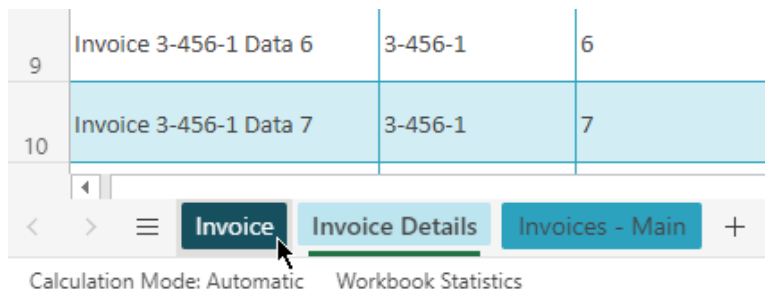 9 Invoice 3-456-1 Data 6 3-456-1 6
10 Invoice 3-456-1 Data 7 3-456-1 7
Invoice Invoice Details Invoices - Main
Calculation Mode: Automatic Workbook Statistics